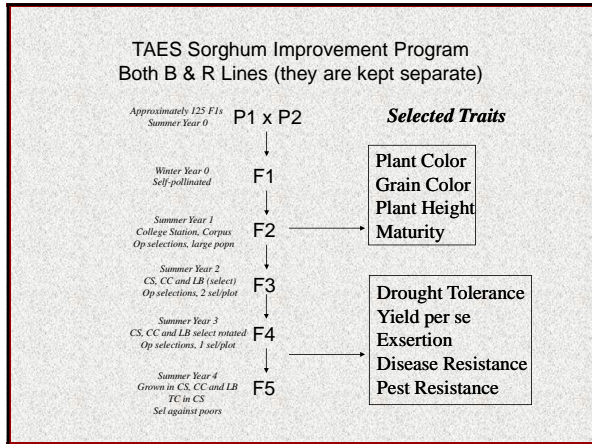 TAES Sorghum Improvement Program
Both B & R Lines (they are kept separate)
Approximately 125 F1s
Summer Year 0
P1 x P2
Selected Traits
Winter Year 0
Self-pollinated
F1
Plant Color
Grain Color
Plant Height
Maturity
Summer Year 1
College Station, Corpus
Op selections, large popn
F2
Summer Year 2
CS, CC and LB (select)
Op selections, 2 sel/plot
F3
Summer Year 3
CS, CC and LB select rotated
Op selections, 1 sel/plot
F4
Drought Tolerance
Yield per se
Exsertion
Disease Resistance
Pest Resistance
Summer Year 4
Grown in CS, CC and LB
TC in CS
Sel against poors
F5